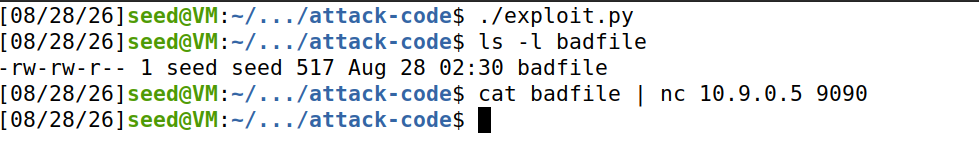 [08/28/26]seed@VM:~/.../attack-code$ ./exploit.py
[08/28/26]seed@VM:~/.../attack-code$ ls -l badfile
-rw-rw-r-- 1 seed seed 517 Aug 28 02:30 badfile
[08/28/26]seed@VM:~/.../attack-code$ cat badfile | nc 10.9.0.5 9090
[08/28/26]seed@VM:~/.../attack-code$